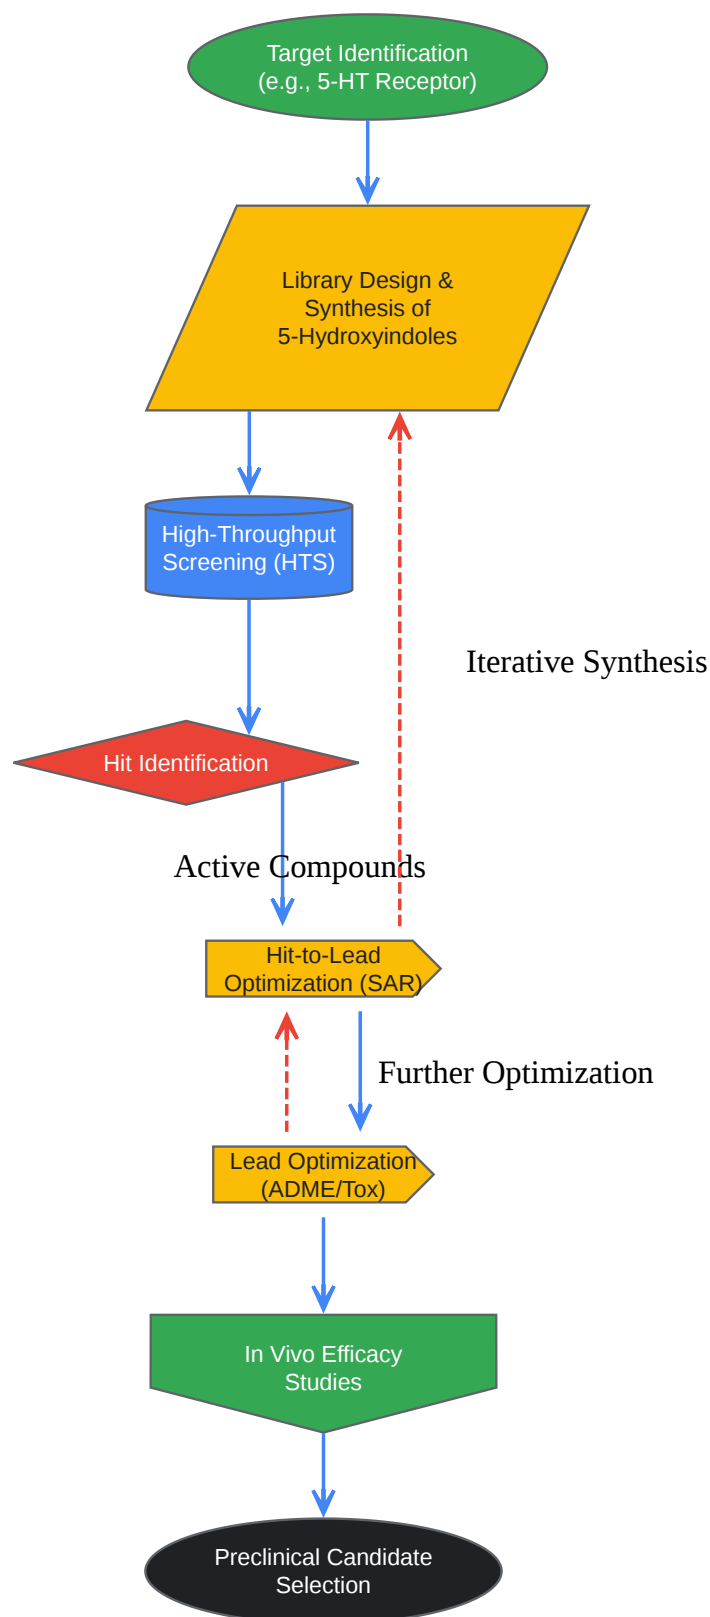 Target Identification
(e.g., 5-HT Receptor)
Library Design &
Synthesis of
5-Hydroxyindoles
High-Throughput
Screening (HTS)
Iterative Synthesis
Hit Identification
Active Compounds
Hit-to-Lead
Optimization (SAR)
Further Optimization
Lead Optimization
(ADME/Tox)
In Vivo Efficacy
Studies
Preclinical Candidate
Selection